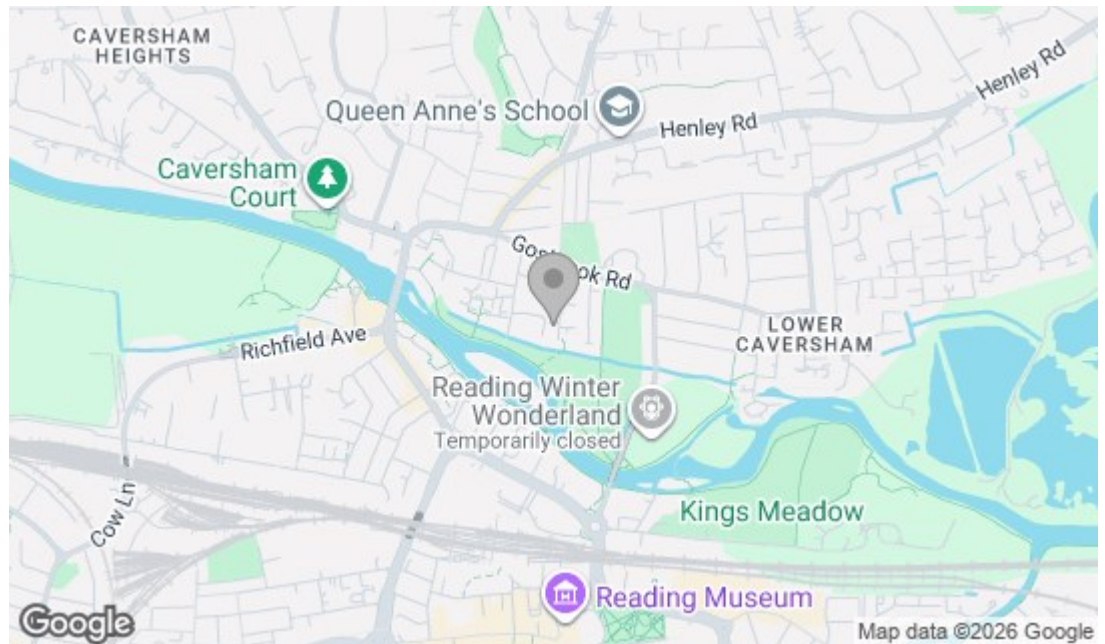 CAVERSHAM
HEIGHTS
Queen Anne's School
Henley Rd
Henley Rd
Caversham
Court
Rd
Richfield Ave
LOWER
CAVERSHAM
Reading Winter
Wonderland
Temporarily closed
Cow Ln
Kings Meadow
Reading Museum
Google
Map data ©2026 Google